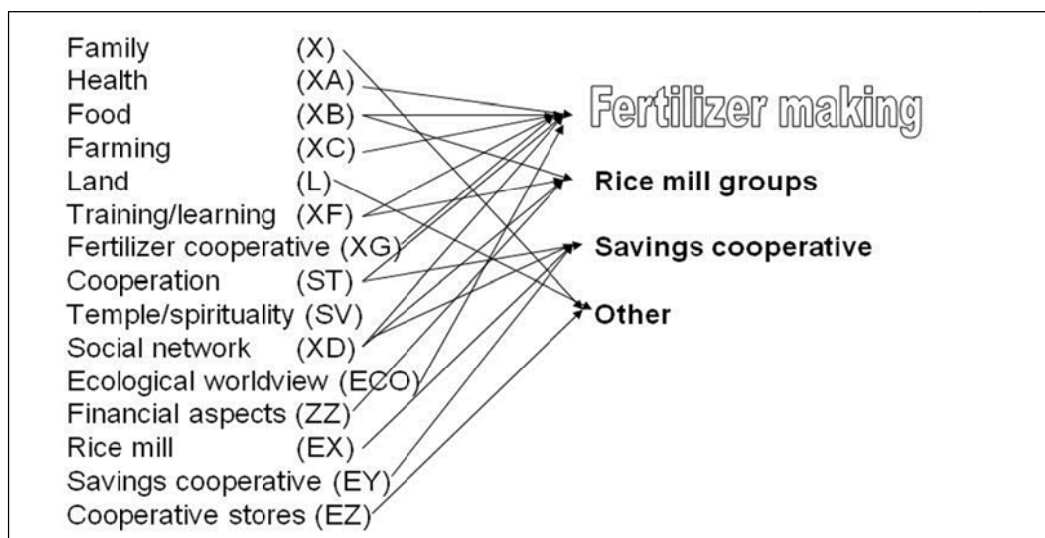 Family (X)
Health (XA)
Food (XB)
Farming (XC)
Land (L)
Training/learning (XF)
Fertilizer cooperative (XG)
Cooperation (ST)
Temple/spirituality (SV)
Social network (XD)
Ecological worldview (ECO)
Financial aspects (ZZ)
Rice mill (EX)
Savings cooperative (EY)
Cooperative stores (EZ)
Fertilizer making
Rice mill groups
Savings cooperative
Other